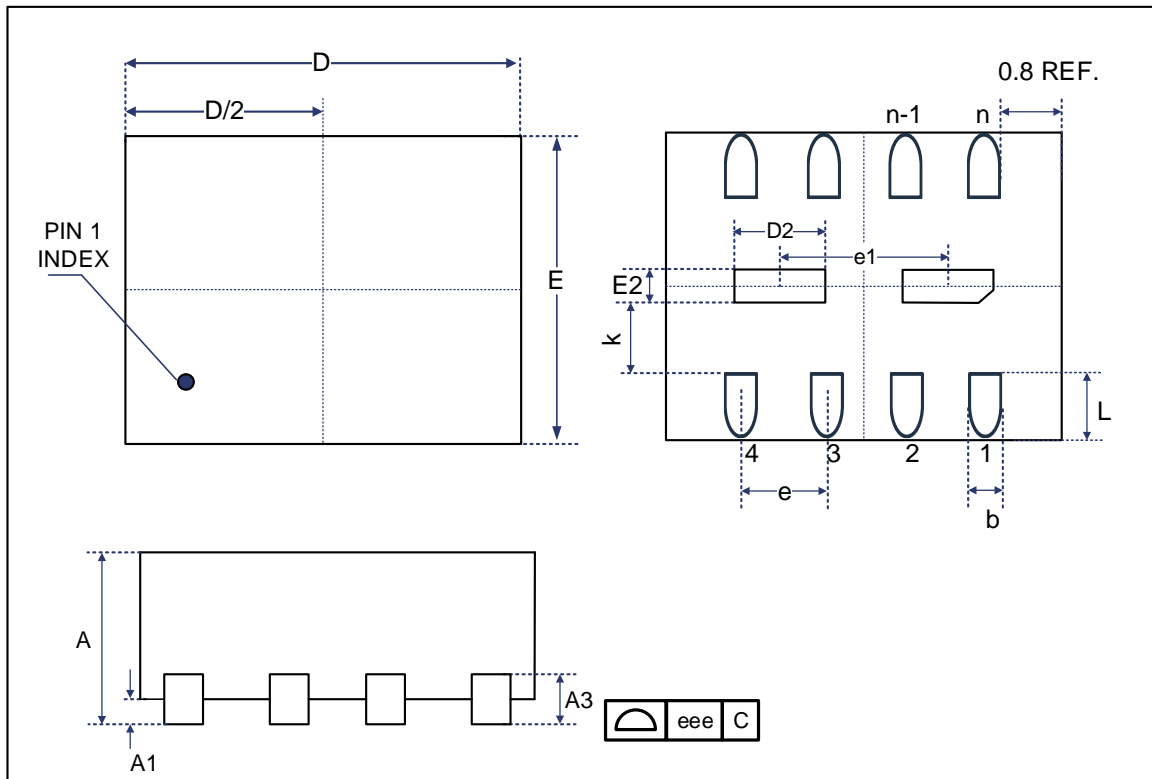 D
D/2
PIN 1
INDEX
E
0.8 REF.
n-1 n
D2
e1
E2
k
L
4 3 2 1
e
b
A
A1
A3
eee C